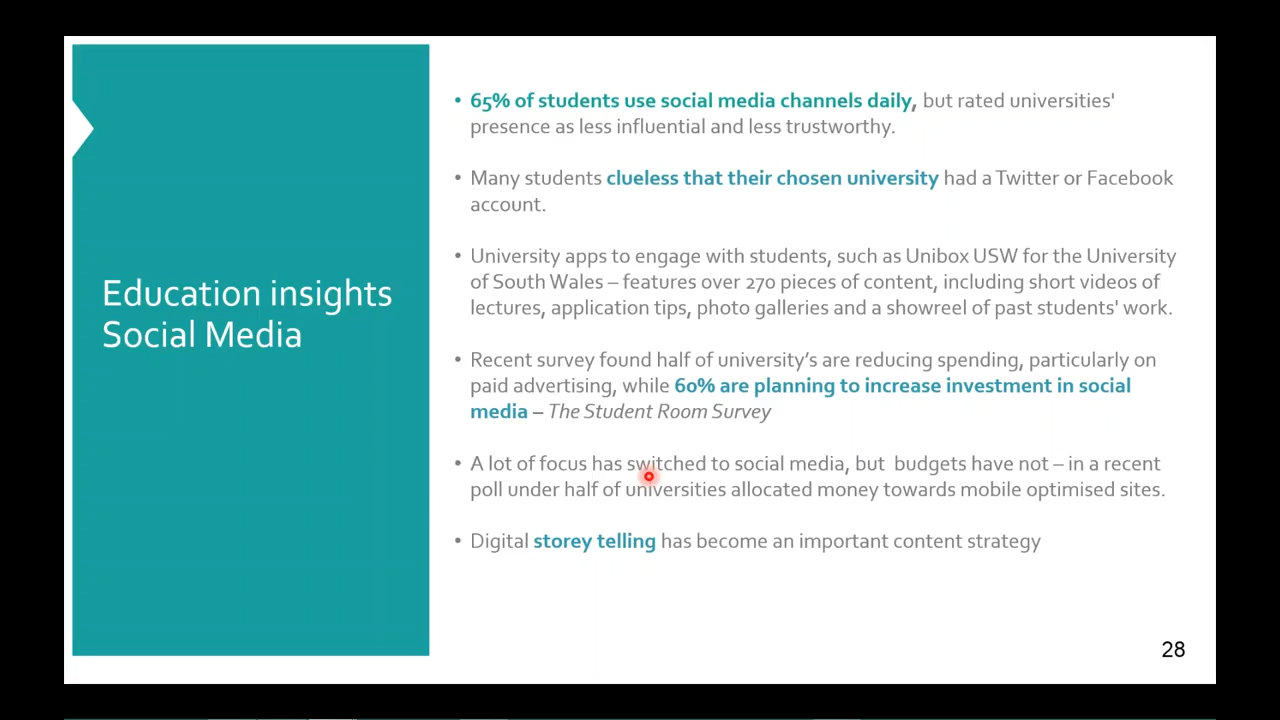 Education insights
Social Media
• 65% of students use social media channels daily, but rated universities'
presence as less influential and less trustworthy.
• Many students clueless that their chosen university had a Twitter or Facebook
account.
• University apps to engage with students, such as Unibox USW for the University
of South Wales – features over 270 pieces of content, including short videos of
lectures, application tips, photo galleries and a showreel of past students' work.
• Recent survey found half of university’s are reducing spending, particularly on
paid advertising, while 60% are planning to increase investment in social
media – The Student Room Survey
• A lot of focus has switched to social media, but  budgets have not – in a recent
poll under half of universities allocated money towards mobile optimised sites.
• Digital storey telling has become an important content strategy
28